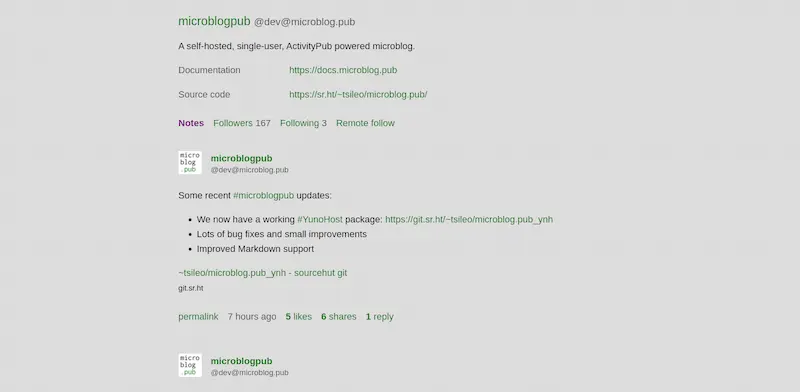 microblogpub @dev@microblog.pub
A self-hosted, single-user, ActivityPub powered microblog.
Documentation https://docs.microblog.pub
Source code https://sr.ht/~tsileo/microblog.pub/
Notes Followers 167 Following 3 Remote follow
micro
blog
.pub
microblogpub
@dev@microblog.pub
Some recent #microblogpub updates:
• We now have a working #YunoHost package: https://git.sr.ht/~tsileo/microblog.pub_ynh
• Lots of bug fixes and small improvements
• Improved Markdown support
~tsileo/microblog.pub_ynh - sourcehut git
git.sr.ht
permalink 7 hours ago 5 likes 6 shares 1 reply
micro
blog
.pub
microblogpub
@dev@microblog.pub